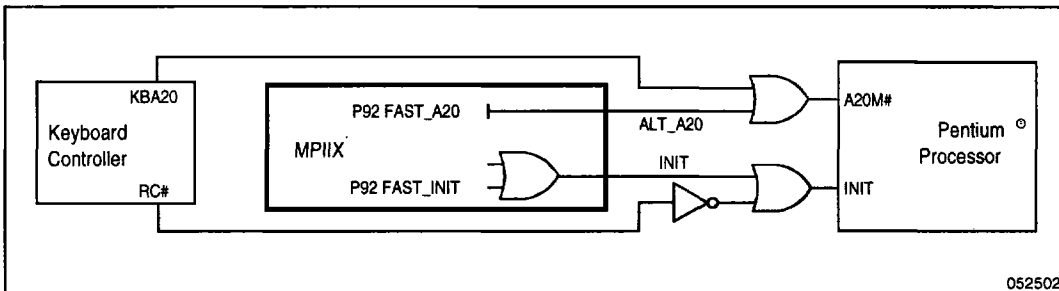 KBA20
Keyboard
Controller
RC#
P92 FAST_A20
MPIIX
P92 FAST_INIT
ALT_A20
INIT
A20M#
Pentium ®
Processor
INIT
052502